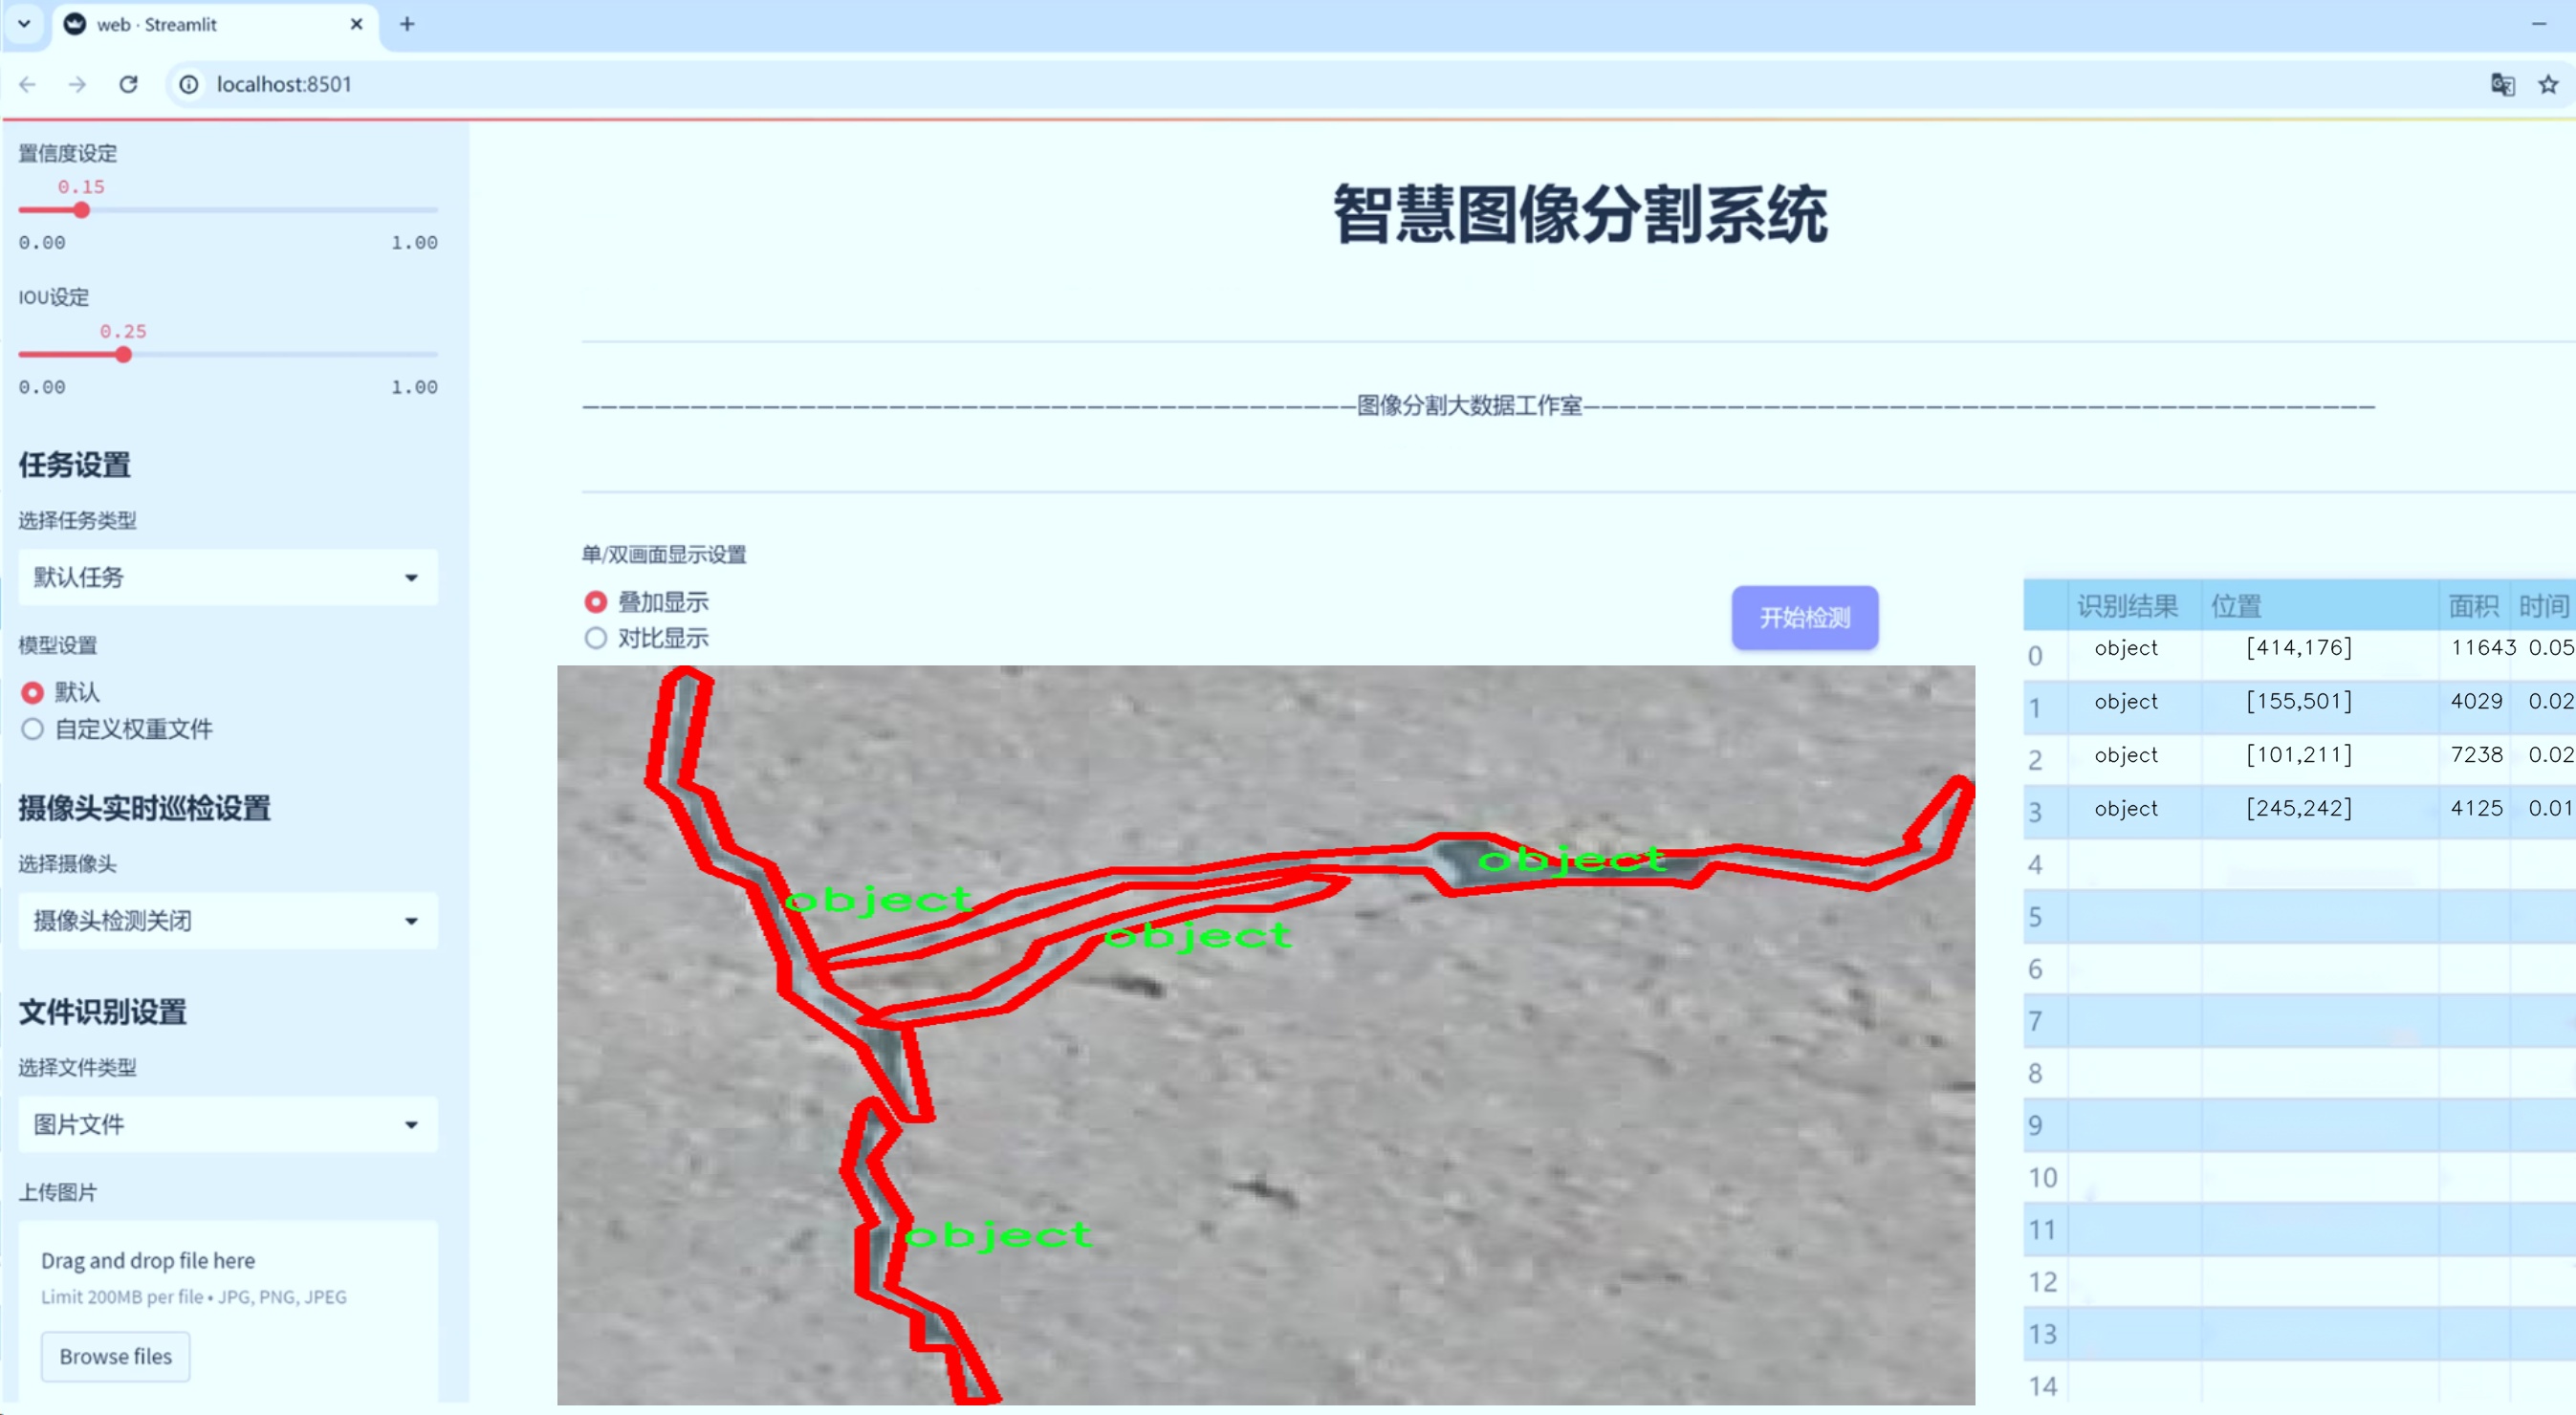 web · Streamlit
localhost:8501
置信度设定
0.15
0.00 1.00
IOU设定
0.25
0.00 1.00
任务设置
选择任务类型
默认任务
模型设置
默认
自定义权重文件
摄像头实时巡检设置
选择摄像头
摄像头检测关闭
文件识别设置
选择文件类型
图片文件
上传图片
Drag and drop file here
Limit 200MB per file • JPG, PNG, JPEG
Browse files
智慧图像分割系统
———————————————————————————————————————————图像分割大数据工作室————————————————————————————————————————————
单/双画面显示设置
叠加显示
对比显示
开始检测
object
object
object
object
识别结果 位置 面积 时间
0 object [414,176] 11643 0.05
1 object [155,501] 4029 0.02
2 object [101,211] 7238 0.02
3 object [245,242] 4125 0.01
4
5
6
7
8
9
10
11
12
13
14